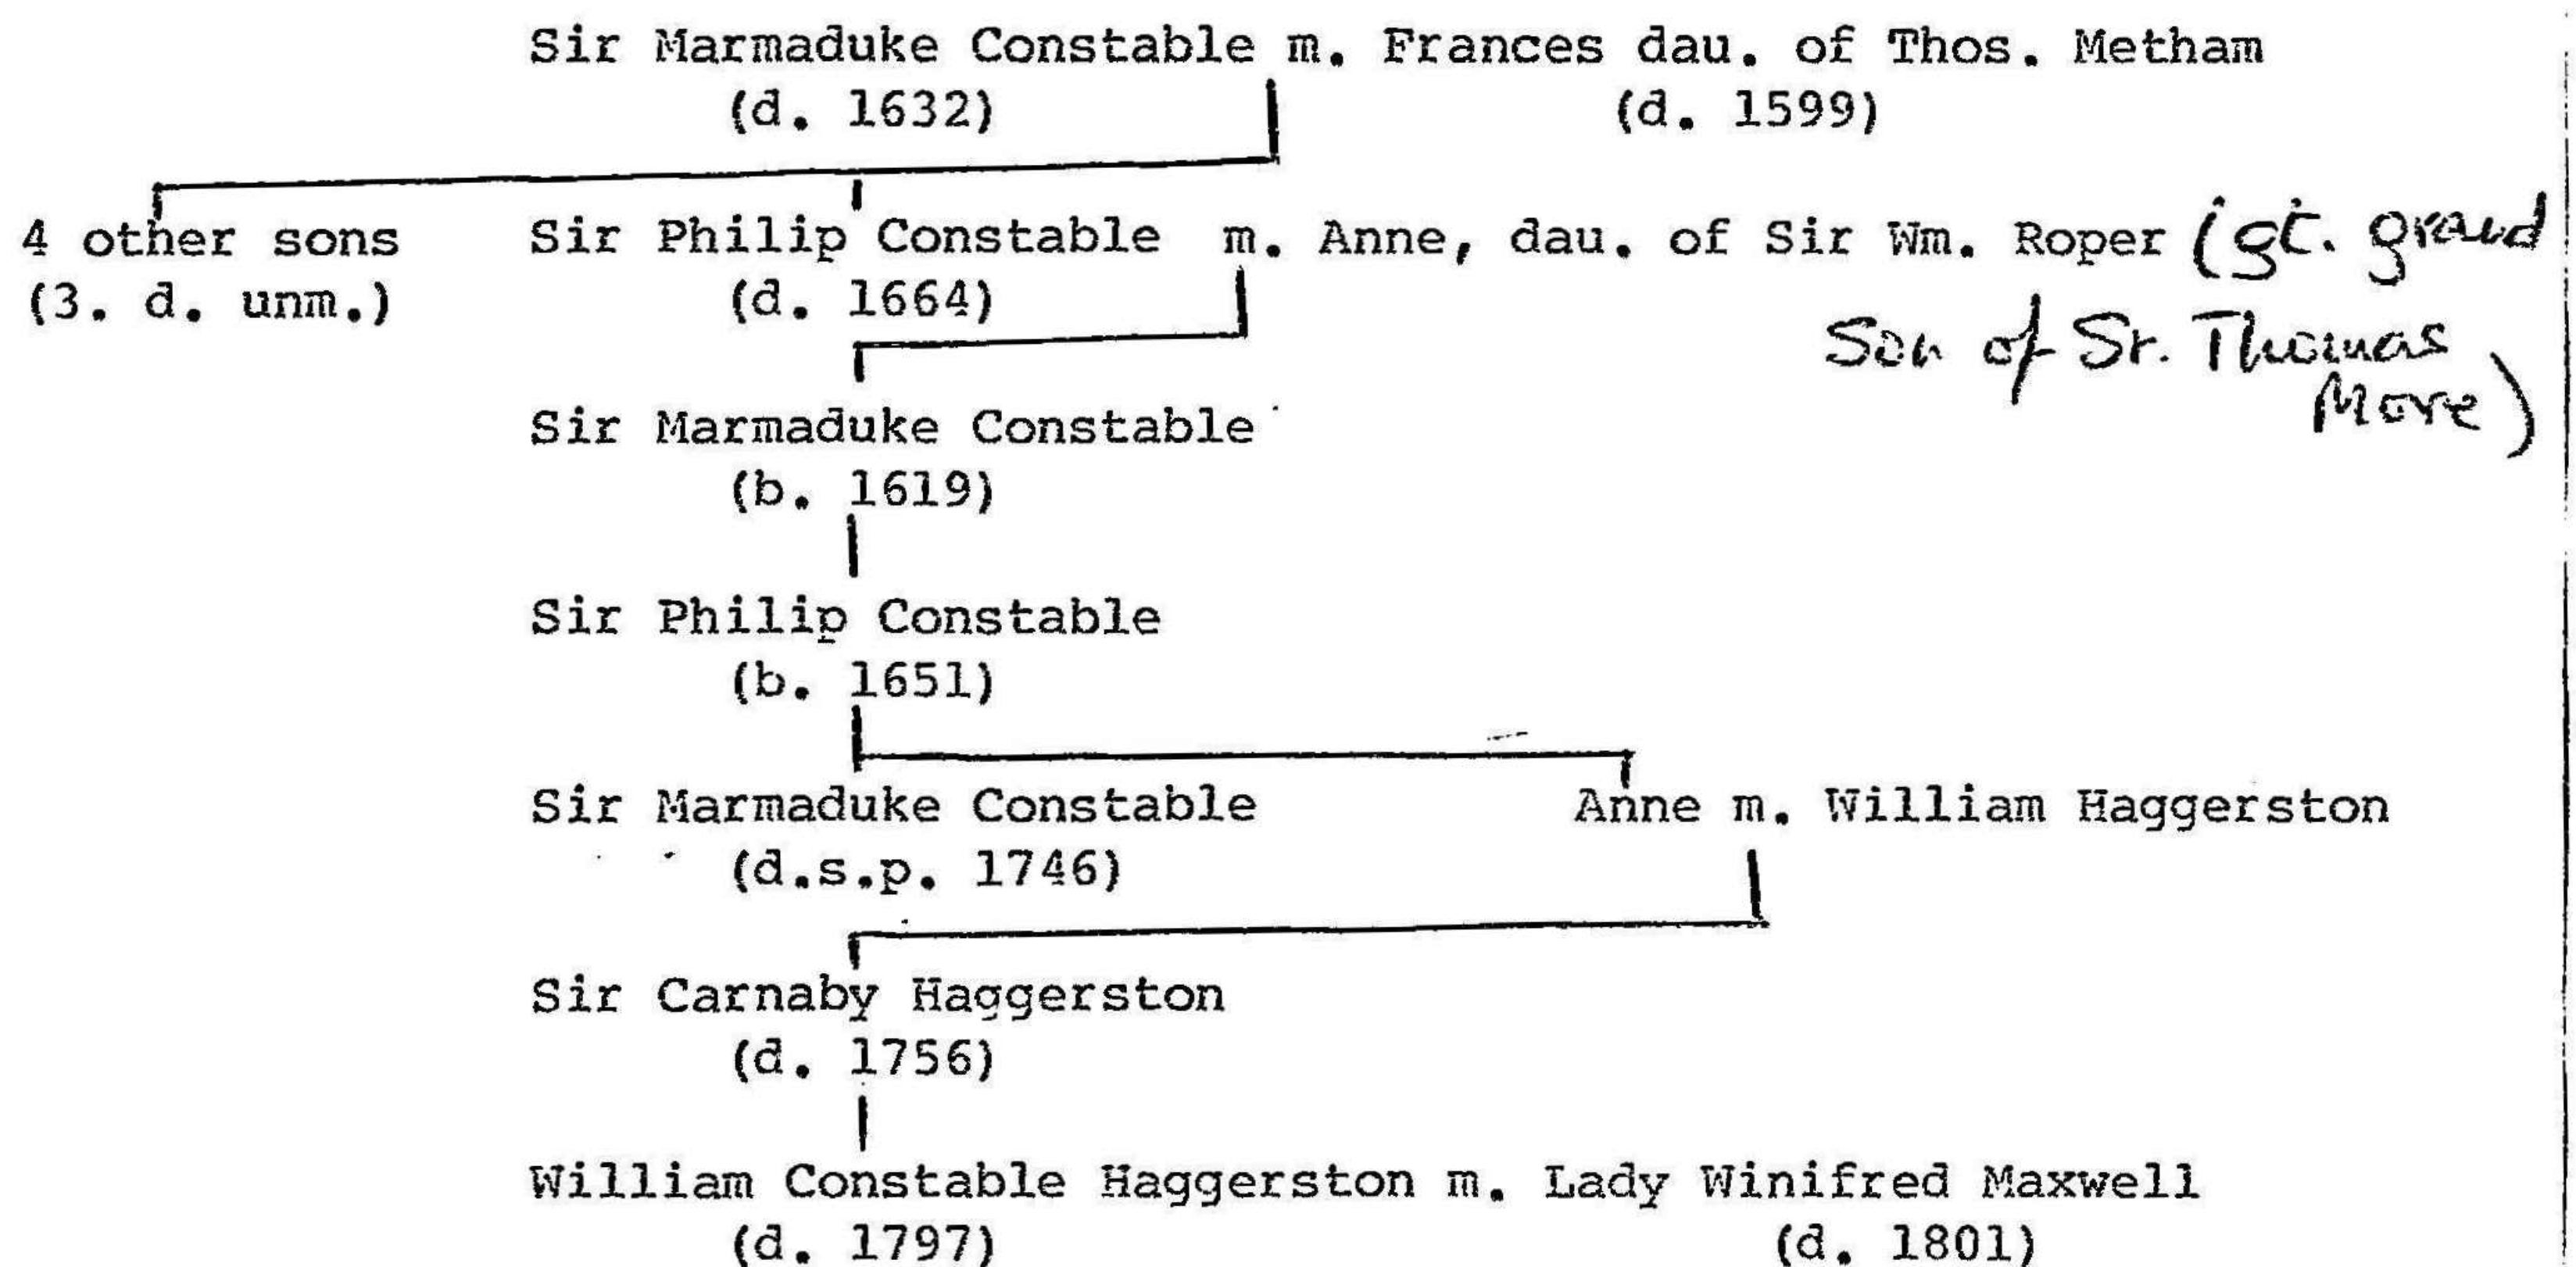 Sir Marmaduke Constable m. Frances dau. of Thos. Metham
(d. 1632) (d. 1599)
4 other sons Sir Philip Constable m. Anne, dau. of Sir Wm. Roper (gt. grand
(3. d. unm.) (d. 1664)
Son of St. Thomas
More)
Sir Marmaduke Constable
(b. 1619)
Sir Philip Constable
(b. 1651)
Sir Marmaduke Constable Anne m. William Haggerston
(d.s.p. 1746)
Sir Carnaby Haggerston
(d. 1756)
William Constable Haggerston m. Lady Winifred Maxwell
(d. 1797) (d. 1801)